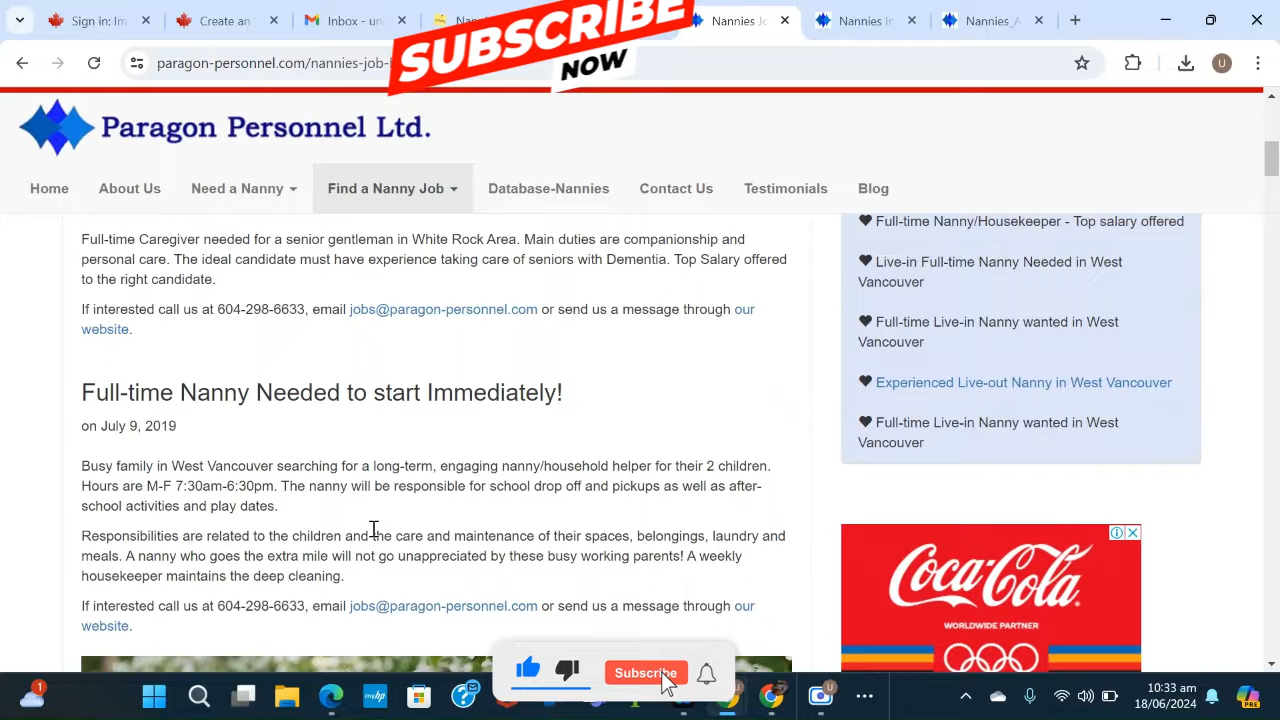 Join Si
Create an
Inbox - un
Nan
Nannies Jo
Nannies In
Nannies_A
SUBSCRIBE
NOW
paragon-personnel.com/nannies-job-
U
Paragon Personnel Ltd.
Home
About Us
Need a Nanny
Find a Nanny Job
Database-Nannies
Contact Us
Testimonials
Blog
Full-time Caregiver needed for a senior gentleman in White Rock Area. Main duties are companionship and
personal care. The ideal candidate must have experience taking care of seniors with Dementia. Top Salary offered
to the right candidate.
If interested call us at 604-298-6633, email jobs@paragon-personnel.com or send us a message through our
website.
Full-time Nanny Needed to start Immediately!
on July 9, 2019
Busy family in West Vancouver searching for a long-term, engaging nanny/household helper for their 2 children.
Hours are M-F 7:30am-6:30pm. The nanny will be responsible for school drop off and pickups as well as after-
school activities and play dates.
Responsibilities are related to the children and the care and maintenance of their spaces, belongings, laundry and
meals. A nanny who goes the extra mile will not go unappreciated by these busy working parents! A weekly
housekeeper maintains the deep cleaning.
If interested call us at 604-298-6633, email jobs@paragon-personnel.com or send us a message through our
website.
Full-time Nanny/Housekeeper - Top salary offered
Live-in Full-time Nanny Needed in West
Vancouver
Full-time Live-in Nanny wanted in West
Vancouver
Experienced Live-out Nanny in West Vancouver
Full-time Live-in Nanny wanted in West
Vancouver
Coca-Cola
WORLDWIDE PARTNER
Subscribe
1
myhp
U
U
10:33 am
18/06/2024
PRE